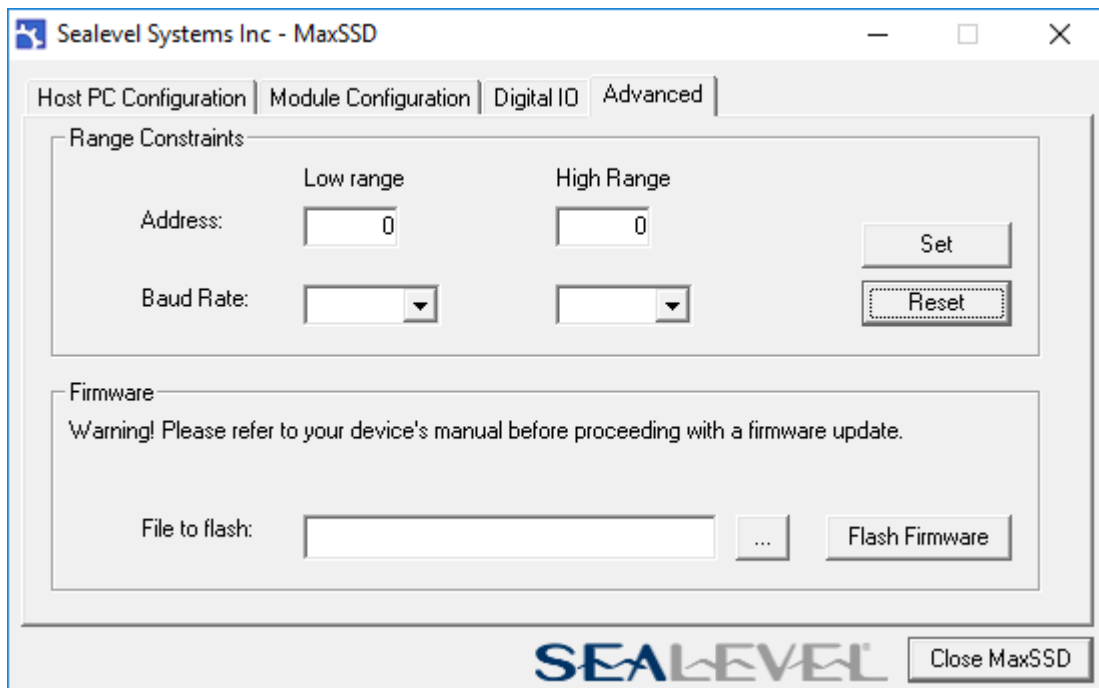 Sealevel Systems Inc - MaxSSD
Host PC Configuration Module Configuration Digital IO Advanced
Range Constraints
Low range High Range
Address: 0 0
Set
Baud Rate:
Reset
Firmware
Warning! Please refer to your device's manual before proceeding with a firmware update.
File to flash: ... Flash Firmware
SEALEVEL Close MaxSSD